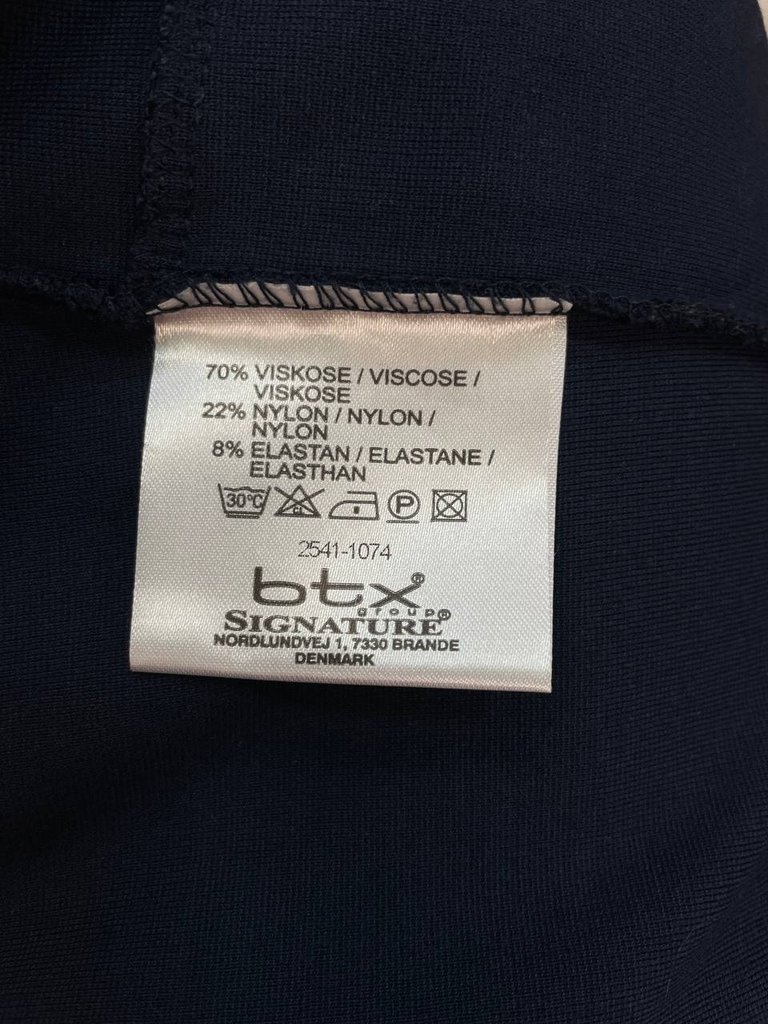 70% VISKOSE / VISCOSE /
VISKOSE
22% NYLON / NYLON /
NYLON
8% ELASTAN / ELASTANE /
ELASTHAN
30°C CL P
2541-1074
btx®
group®
SIGNATURE
NORDLUNDVEJ 1, 7330 BRANDE
DENMARK